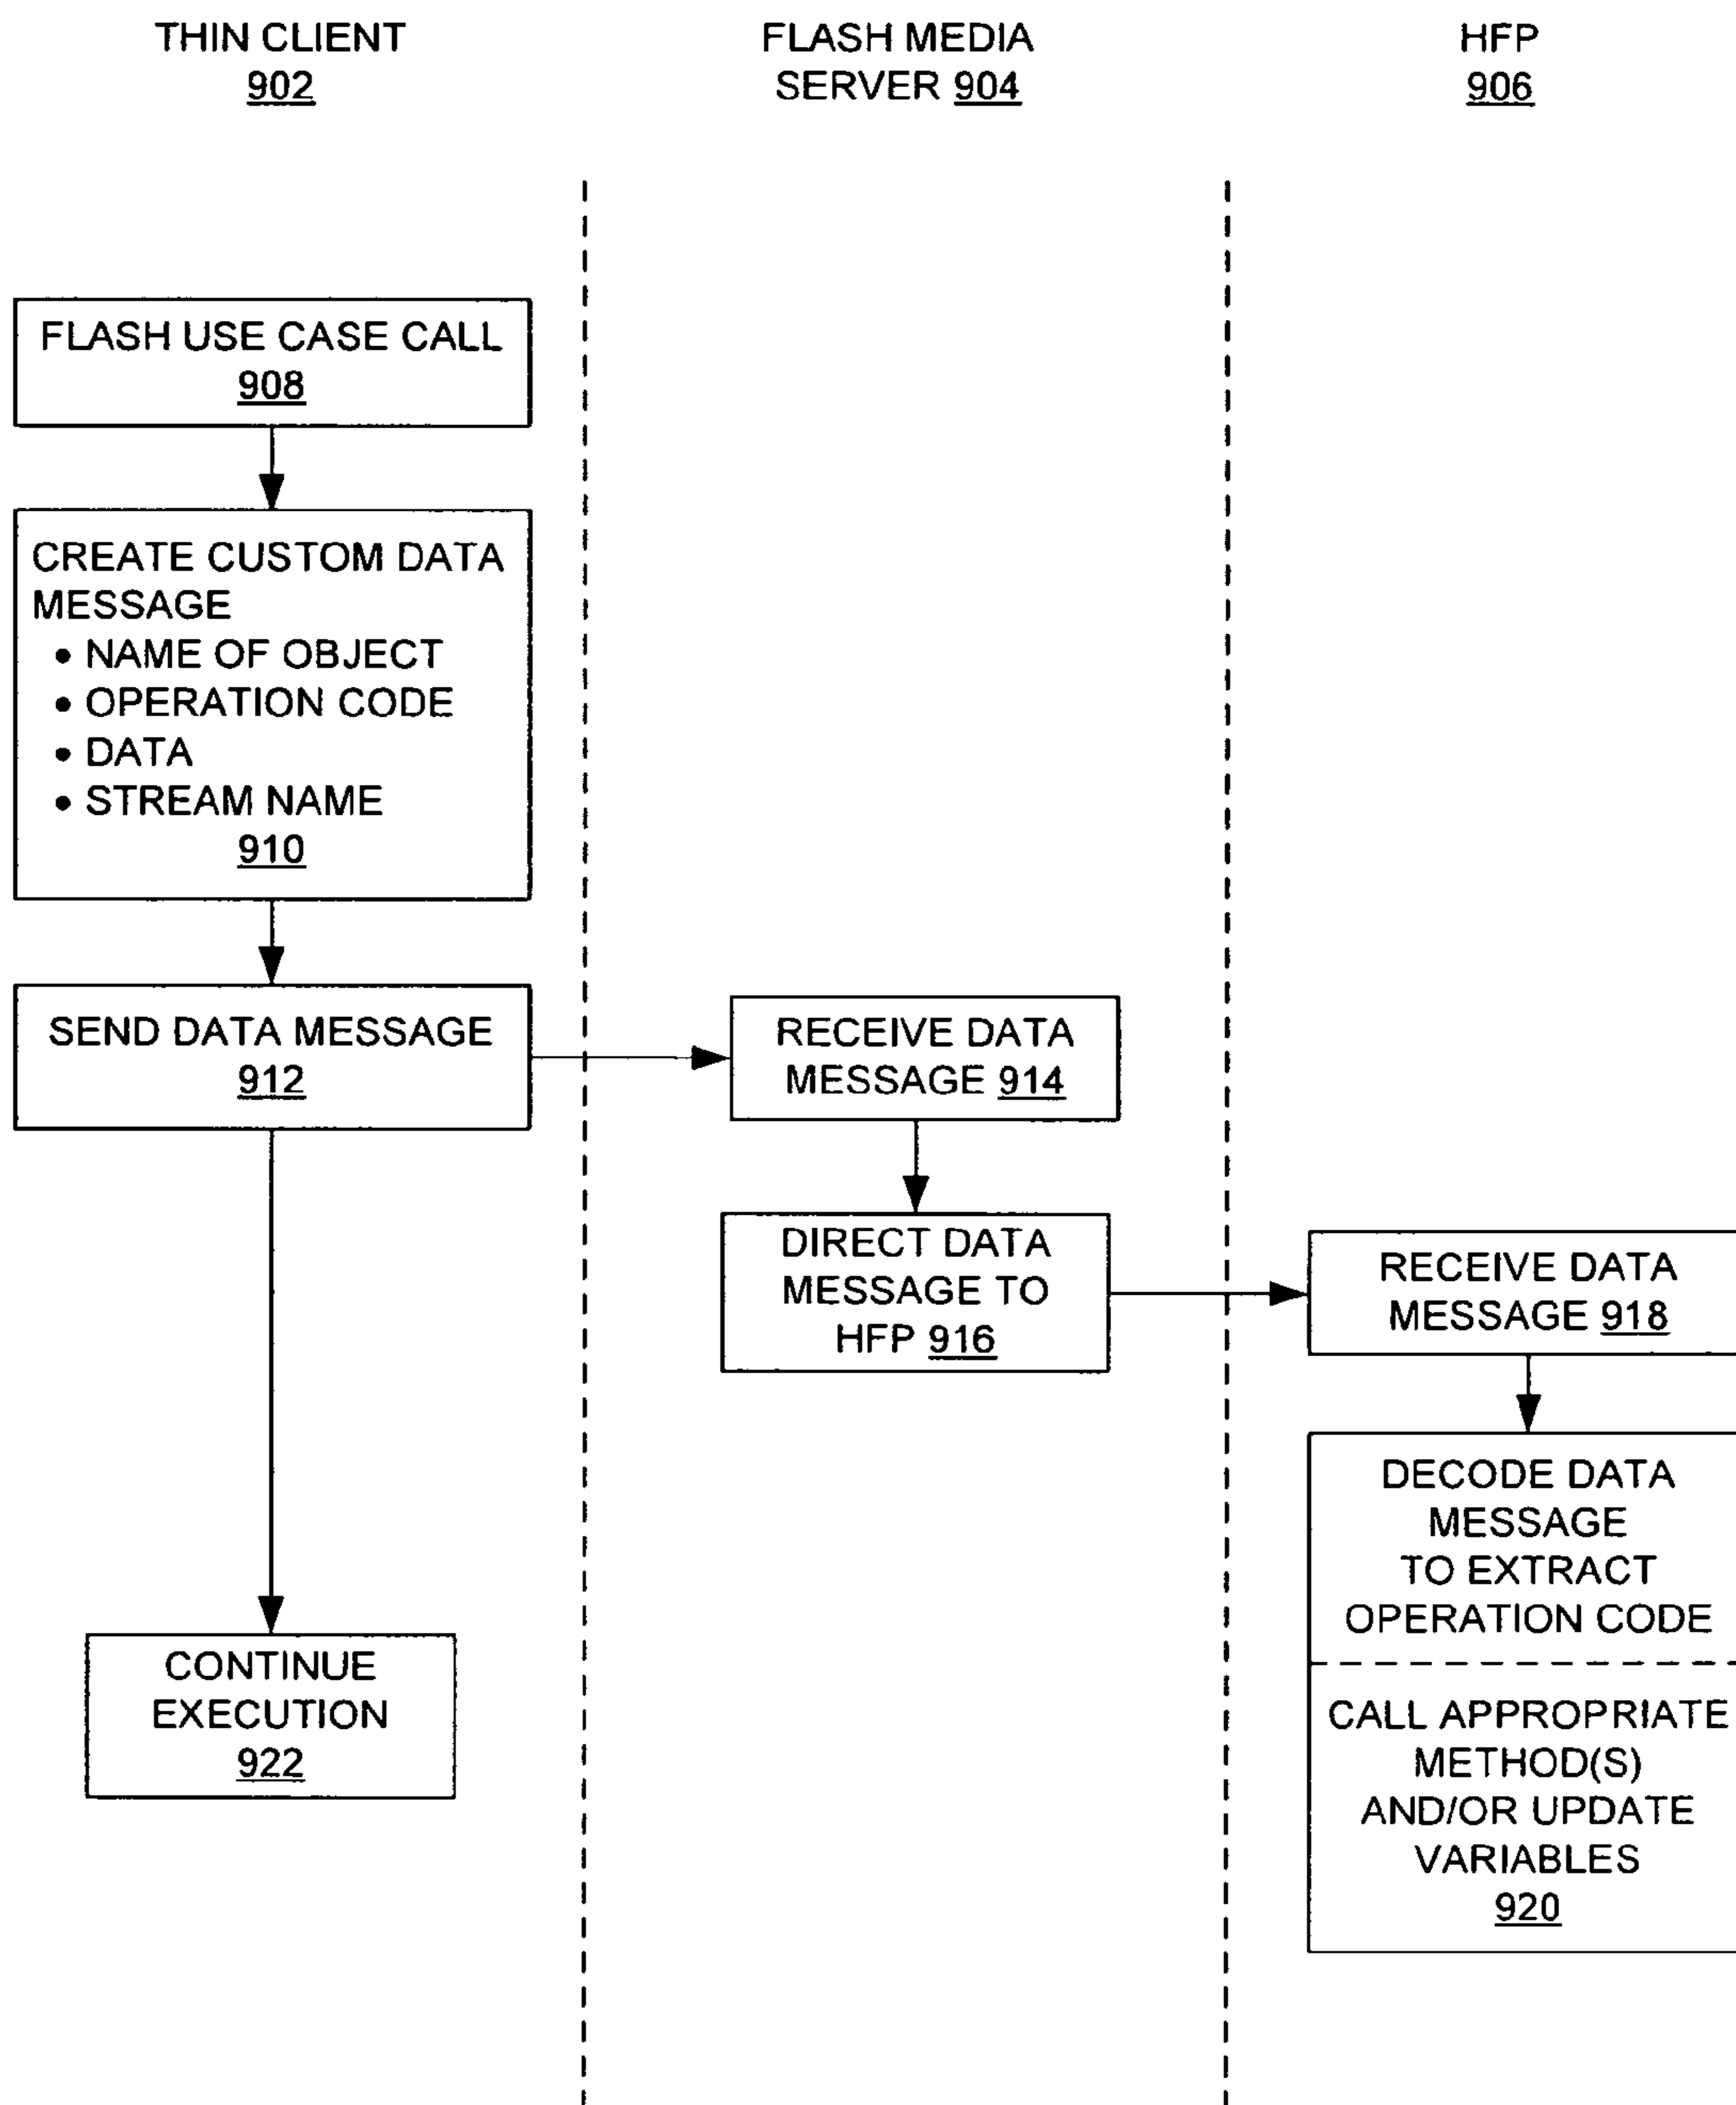 THIN CLIENT
902
FLASH MEDIA
SERVER 904
HFP
906
FLASH USE CASE CALL
908
CREATE CUSTOM DATA
MESSAGE
• NAME OF OBJECT
• OPERATION CODE
• DATA
• STREAM NAME
910
SEND DATA MESSAGE
912
RECEIVE DATA
MESSAGE 914
DIRECT DATA
MESSAGE TO
HFP 916
RECEIVE DATA
MESSAGE 918
DECODE DATA
MESSAGE
TO EXTRACT
OPERATION CODE
CALL APPROPRIATE
METHOD(S)
AND/OR UPDATE
VARIABLES
920
CONTINUE
EXECUTION
922